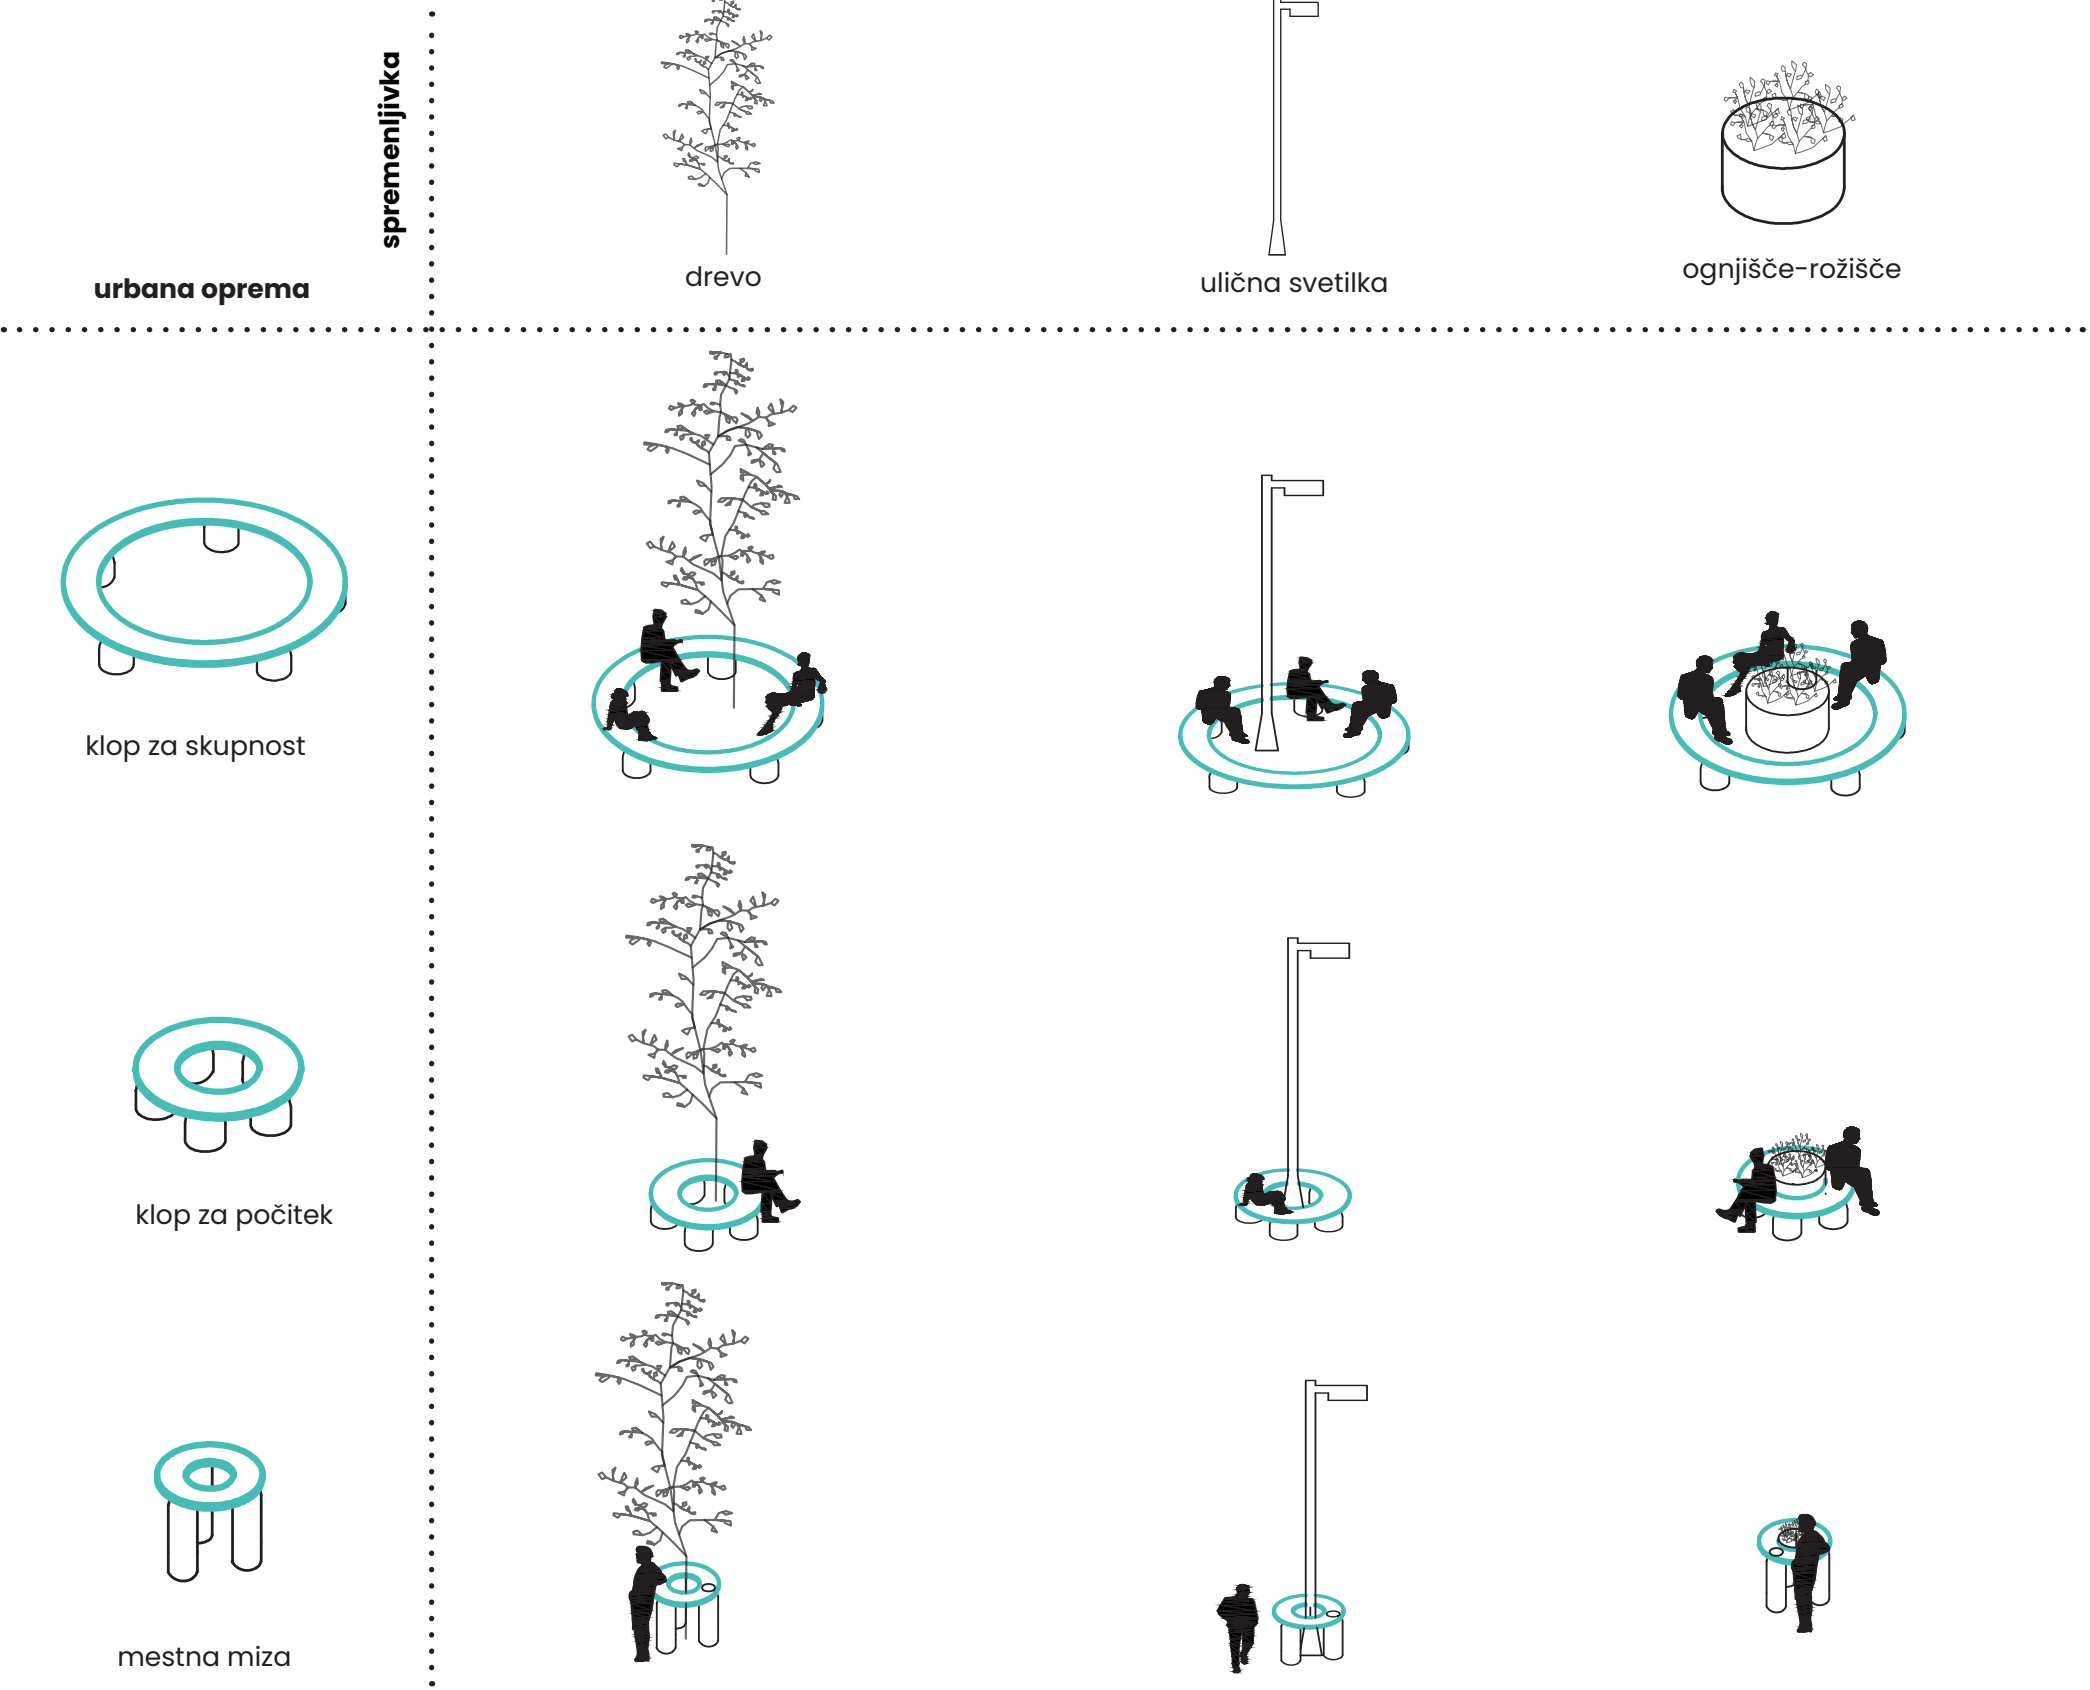 spremenljivka
urbana oprema
drevo
ulična svetilka
ognjišče-rožišče
klop za skupnost
klop za počitek
mestna miza